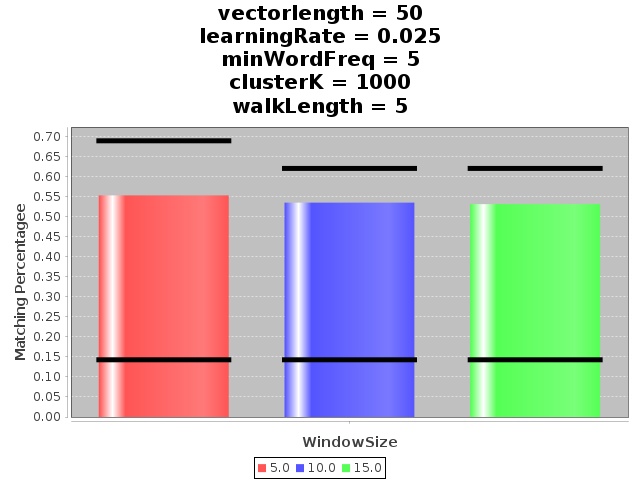 vectorlength = 50
learningRate = 0.025
minWordFreq = 5
clusterK = 1000
walkLength = 5
Matching Percentagee
0.70
0.65
0.60
0.55
0.50
0.45
0.40
0.35
0.30
0.25
0.20
0.15
0.10
0.05
0.00
WindowSize
5.0 10.0 15.0